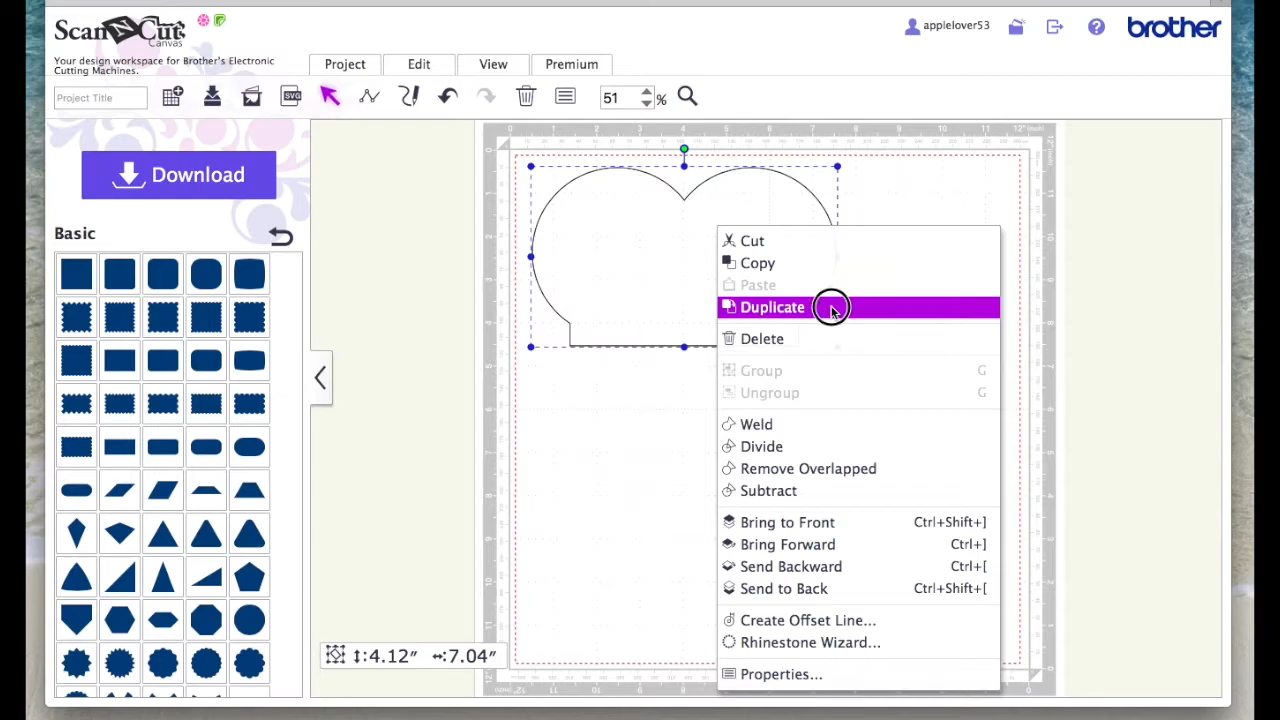 ScanNCut
Canvas
applelover53
brother
Your design workspace for Brother's Electronic
Cutting Machines.
Project
Edit
View
Premium
Project Title
SVG
51
%
Download
Basic
Cut
Copy
Paste
Duplicate
Delete
Group G
Ungroup G
Weld
Divide
Remove Overlapped
Subtract
Bring to Front Ctrl+Shift+]
Bring Forward Ctrl+]
Send Backward Ctrl+[
Send to Back Ctrl+Shift+[
Create Offset Line...
Rhinestone Wizard...
Properties...
↕:4.12” ↔:7.04”